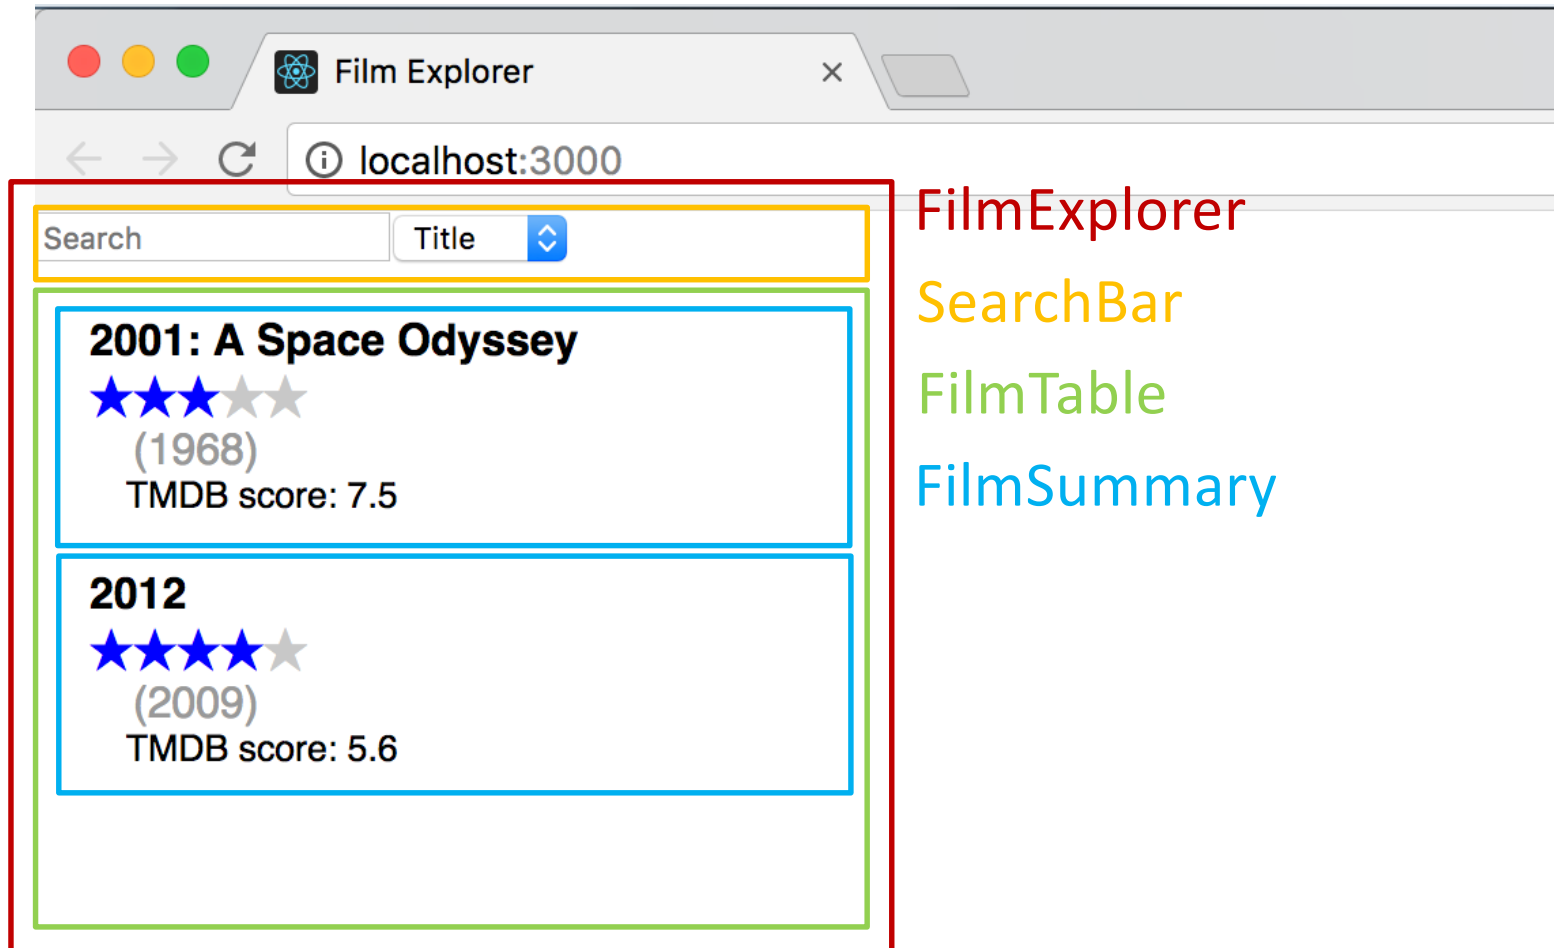 Film Explorer
localhost:3000
FilmExplorer
Search Title
SearchBar
2001: A Space Odyssey
FilmTable
(1968)
FilmSummary
TMDB score: 7.5
2012
(2009)
TMDB score: 5.6